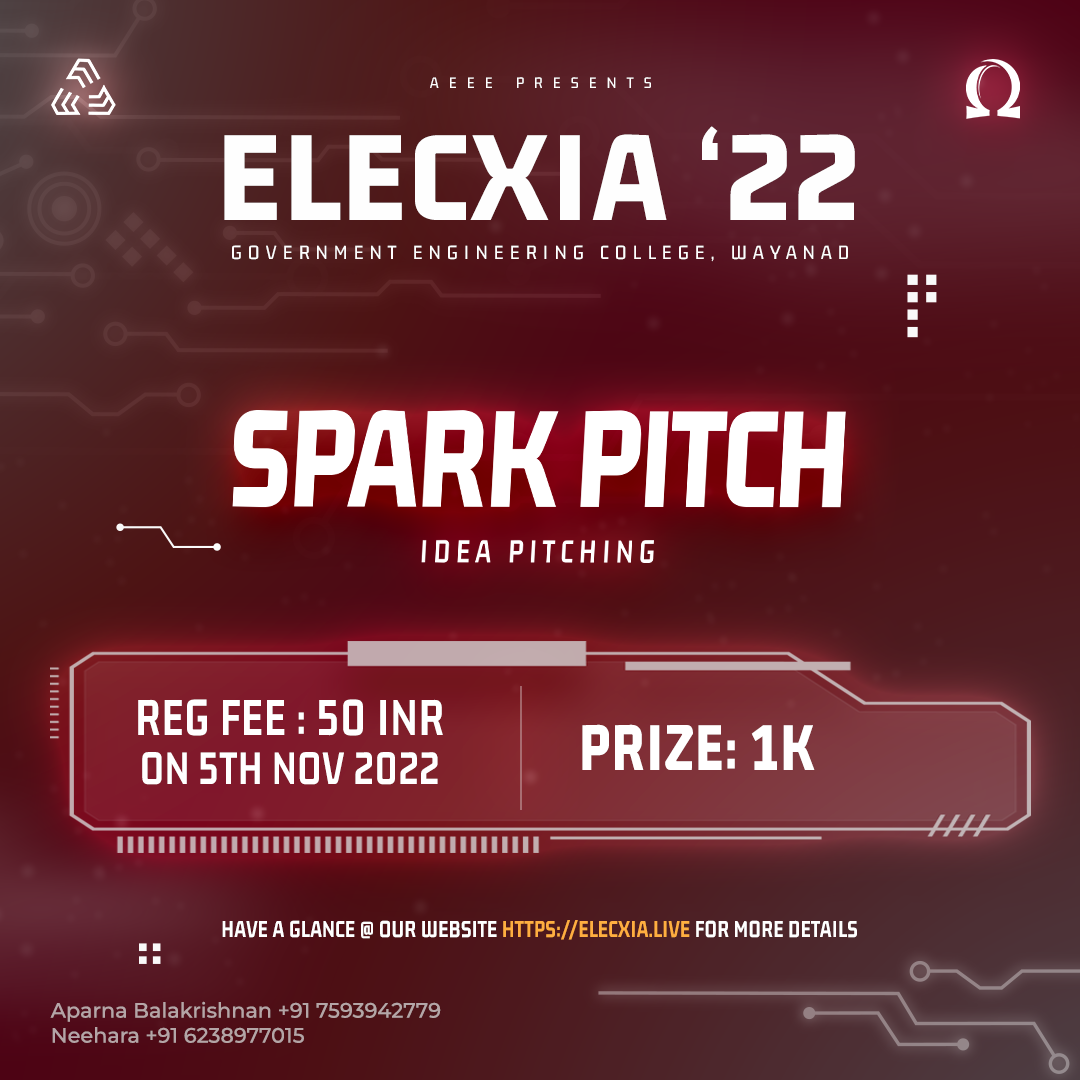 AEEE PRESENTS
ELECXIA ‘22
GOVERNMENT ENGINEERING COLLEGE, WAYANAD
SPARK PITCH
IDEA PITCHING
REG FEE : 50 INR
ON 5TH NOV 2022
PRIZE: 1K
HAVE A GLANCE @ OUR WEBSITE HTTPS://ELECXIA.LIVE FOR MORE DETAILS
Aparna Balakrishnan +91 7593942779
Neehara +91 6238977015